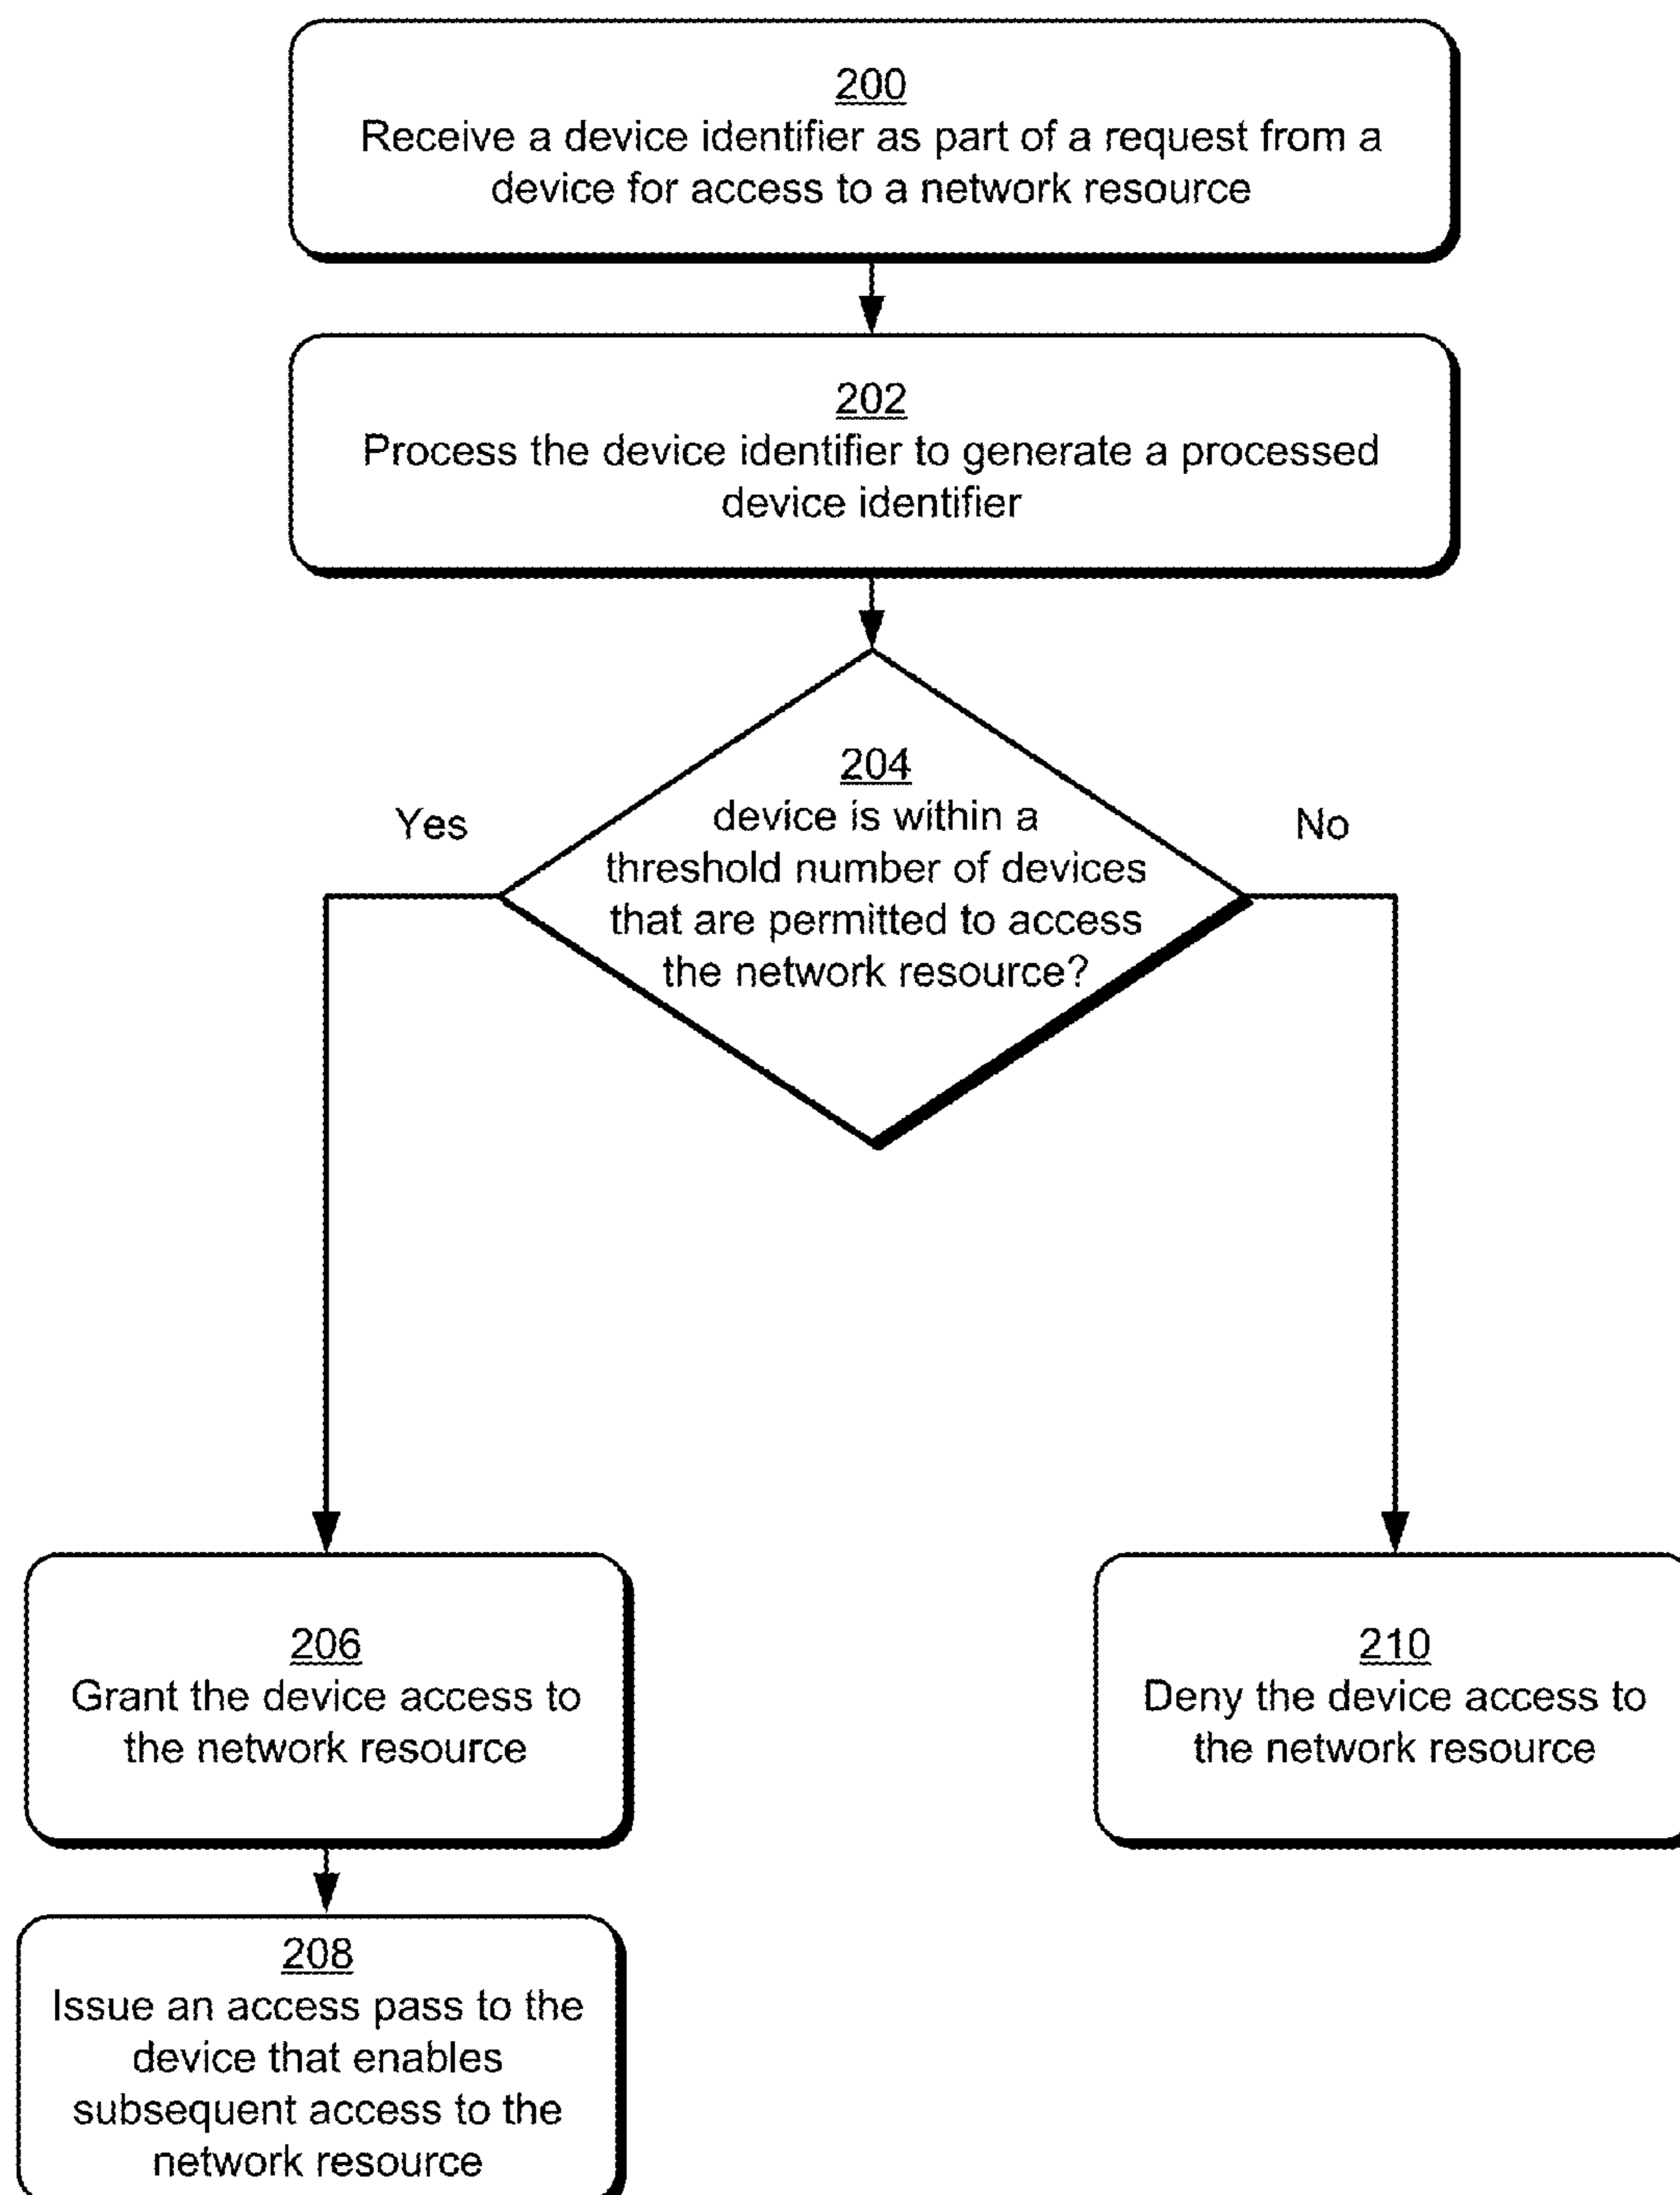 200
Receive a device identifier as part of a request from a
device for access to a network resource
202
Process the device identifier to generate a processed
device identifier
204
device is within a
threshold number of devices
that are permitted to access
the network resource?
Yes
No
206
Grant the device access to
the network resource
210
Deny the device access to
the network resource
208
Issue an access pass to the
device that enables
subsequent access to the
network resource